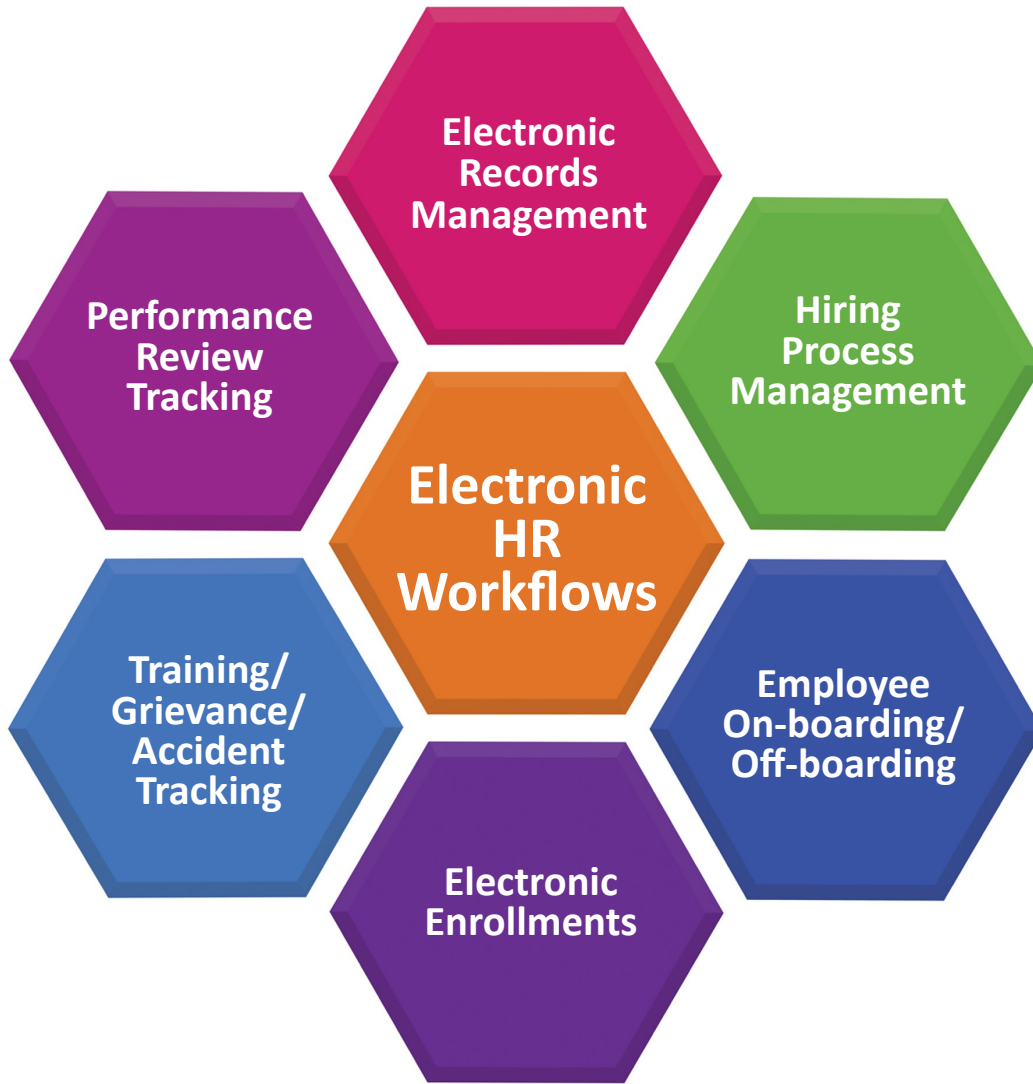 Electronic
Records
Management
Performance
Review
Tracking
Hiring
Process
Management
Electronic
HR
Workflows
Training/
Grievance/
Accident
Tracking
Employee
On-boarding/
Off-boarding
Electronic
Enrollments